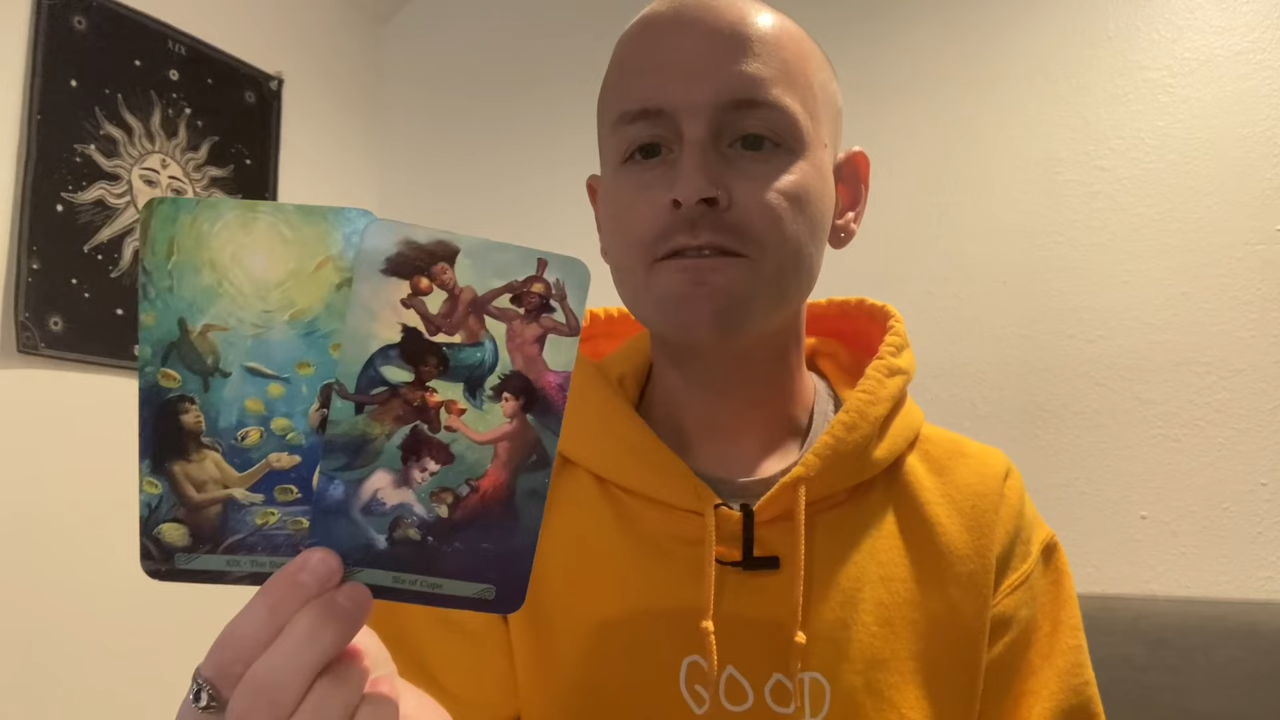 XIX
XIX • The Sun
Six of Cups
GOOD